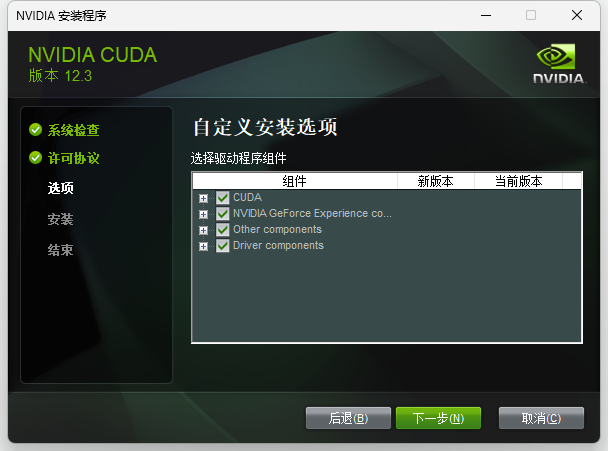 NVIDIA 安装程序
NVIDIA CUDA
版本 12.3
NVIDIA.
系统检查
许可协议
选项
安装
结束
自定义安装选项
选择驱动程序组件
组件 新版本 当前版本
CUDA
NVIDIA GeForce Experience co...
Other components
Driver components
后退(B) 下一步(N) 取消(C)